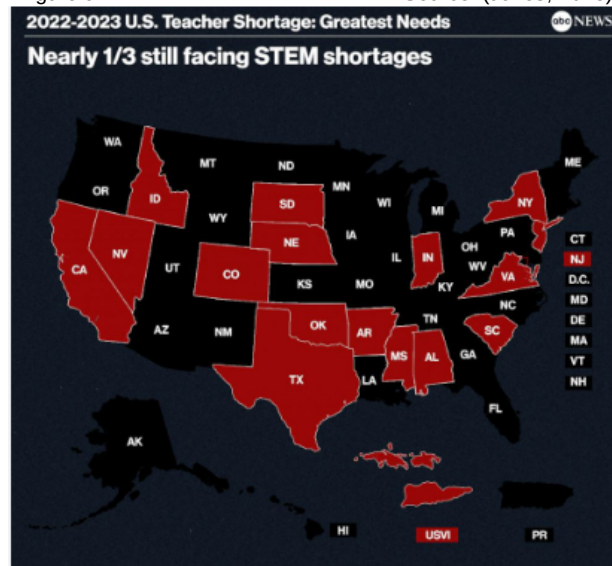 2022-2023 U.S. Teacher Shortage: Greatest Needs
abc NEWS
Nearly 1/3 still facing STEM shortages
WA
MT
ND
ME
OR
ID
MN
SD
WI
NY
WY
MI
IA
PA
NE
CT
NV
IL
IN
OH
NJ
CA
UT
CO
WV
VA
D.C.
KS
MO
KY
MD
NC
DE
TN
AZ
NM
OK
AR
SC
MA
MS
AL
GA
VT
TX
LA
NH
FL
AK
HI
USVI
PR